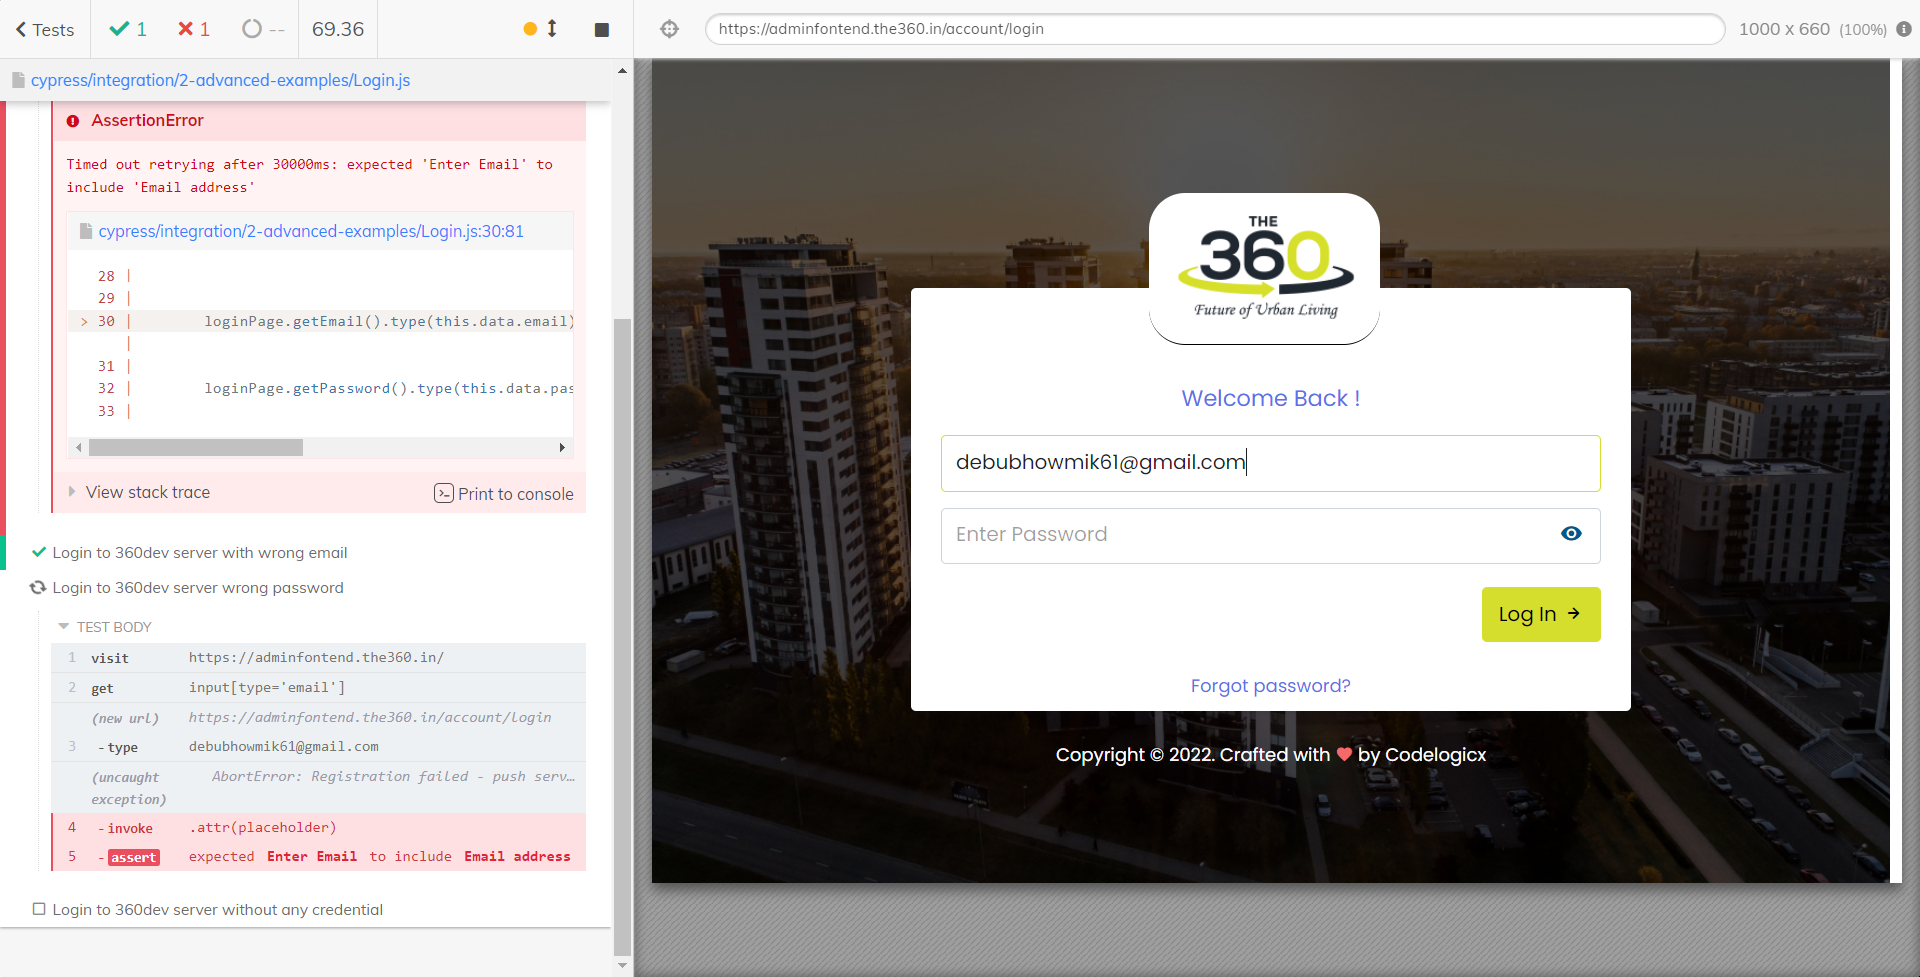 Tests
1
1
--
69.36
https://adminfontend.the360.in/account/login
1000 x 660 (100%)
cypress/integration/2-advanced-examples/Login.js
AssertionError
Timed out retrying after 30000ms: expected 'Enter Email' to
include 'Email address'
cypress/integration/2-advanced-examples/Login.js:30:81
28 |
29 |
> 30 | loginPage.getEmail().type(this.data.email)
|
31 |
32 | loginPage.getPassword().type(this.data.pas
33 |
View stack trace
Print to console
Login to 360dev server with wrong email
Login to 360dev server wrong password
TEST BODY
1 visit https://adminfontend.the360.in/
2 get input[type='email']
(new url) https://adminfontend.the360.in/account/login
3 -type debubhowmik61@gmail.com
(uncaught AbortError: Registration failed - push serv...
exception)
4 -invoke .attr(placeholder)
5 -assert expected Enter Email to include Email address
Login to 360dev server without any credential
THE
360
Future of Urban Living
Welcome Back !
debubhowmik61@gmail.com
Enter Password
Log In →
Forgot password?
Copyright © 2022. Crafted with ❤ by Codelogicx